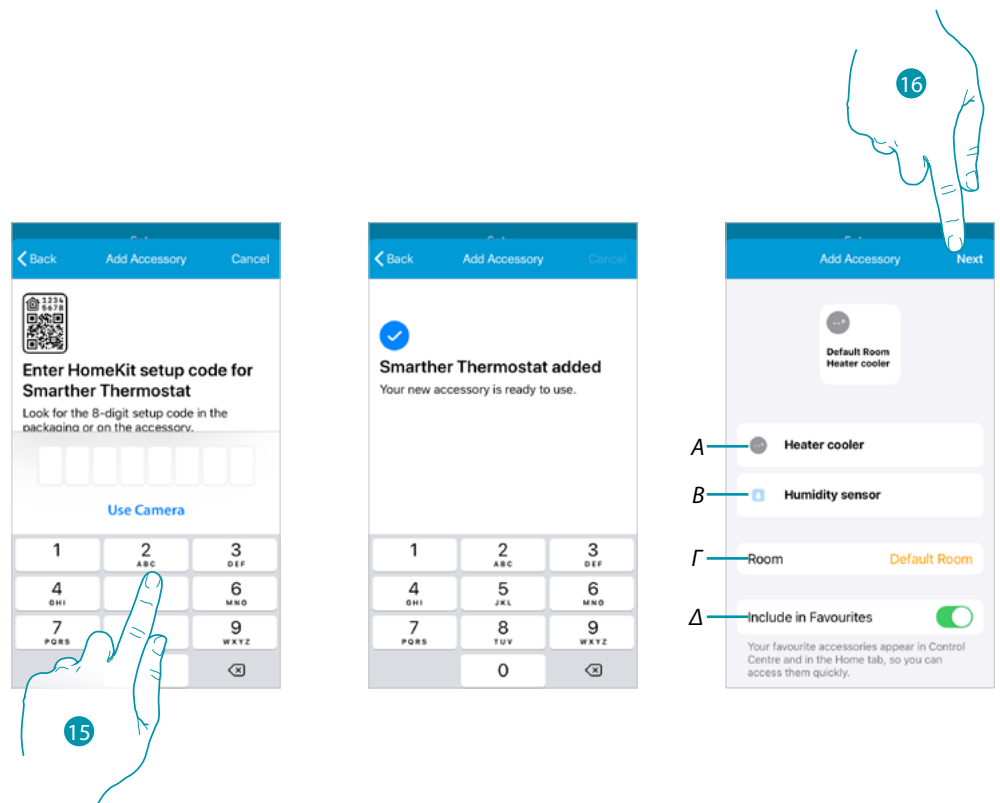 16
Back Add Accessory Cancel
1234
5678
Enter HomeKit setup code for
Smarther Thermostat
Look for the 8-digit setup code in the
packaging or on the accessory.
Use Camera
1 2 3
ABC DEF
4 6
GHI MNO
7 9
PQRS WXYZ
15
Back Add Accessory Cancel
Smarther Thermostat added
Your new accessory is ready to use.
1 2 3
ABC DEF
4 5 6
GHI JKL MNO
7 8 9
PQRS TUV WXYZ
0
Add Accessory Next
Default Room
Heater cooler
Α Heater cooler
Β Humidity sensor
Γ Room Default Room
Δ Include in Favourites
Your favourite accessories appear in Control
Centre and in the Home tab, so you can
access them quickly.